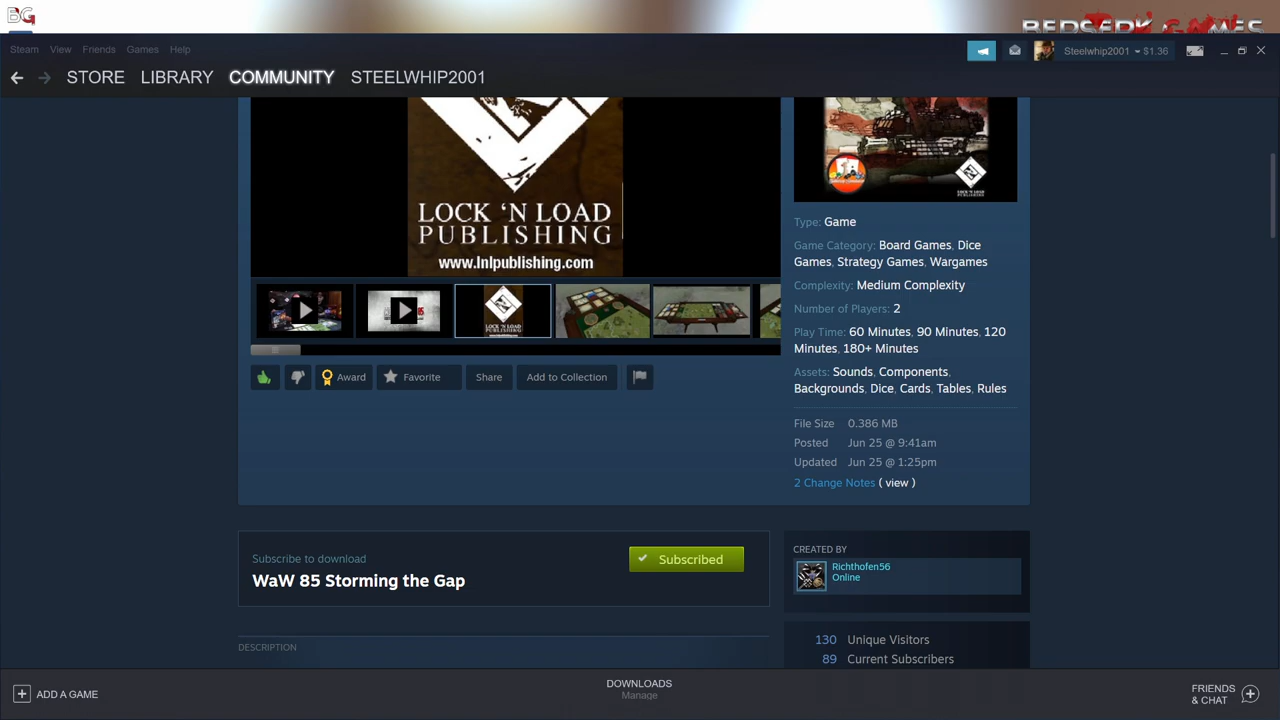 BG
BERSERK GAMES
Steam View Friends Games Help
Steelwhip2001 $1.36
STORE LIBRARY COMMUNITY STEELWHIP2001
LOCK 'N LOAD
PUBLISHING
www.lnlpublishing.com
LOCK 'N LOAD
Type: Game
Game Category: Board Games, Dice
Games, Strategy Games, Wargames
Complexity: Medium Complexity
Number of Players: 2
Play Time: 60 Minutes, 90 Minutes, 120
Minutes, 180+ Minutes
Assets: Sounds, Components,
Backgrounds, Dice, Cards, Tables, Rules
Award Favorite Share Add to Collection
File Size 0.386 MB
Posted Jun 25 @ 9:41am
Updated Jun 25 @ 1:25pm
2 Change Notes ( view )
Subscribe to download
WaW 85 Storming the Gap
Subscribed
CREATED BY
Richthofen56
Online
130 Unique Visitors
89 Current Subscribers
DESCRIPTION
ADD A GAME
DOWNLOADS
Manage
FRIENDS
& CHAT